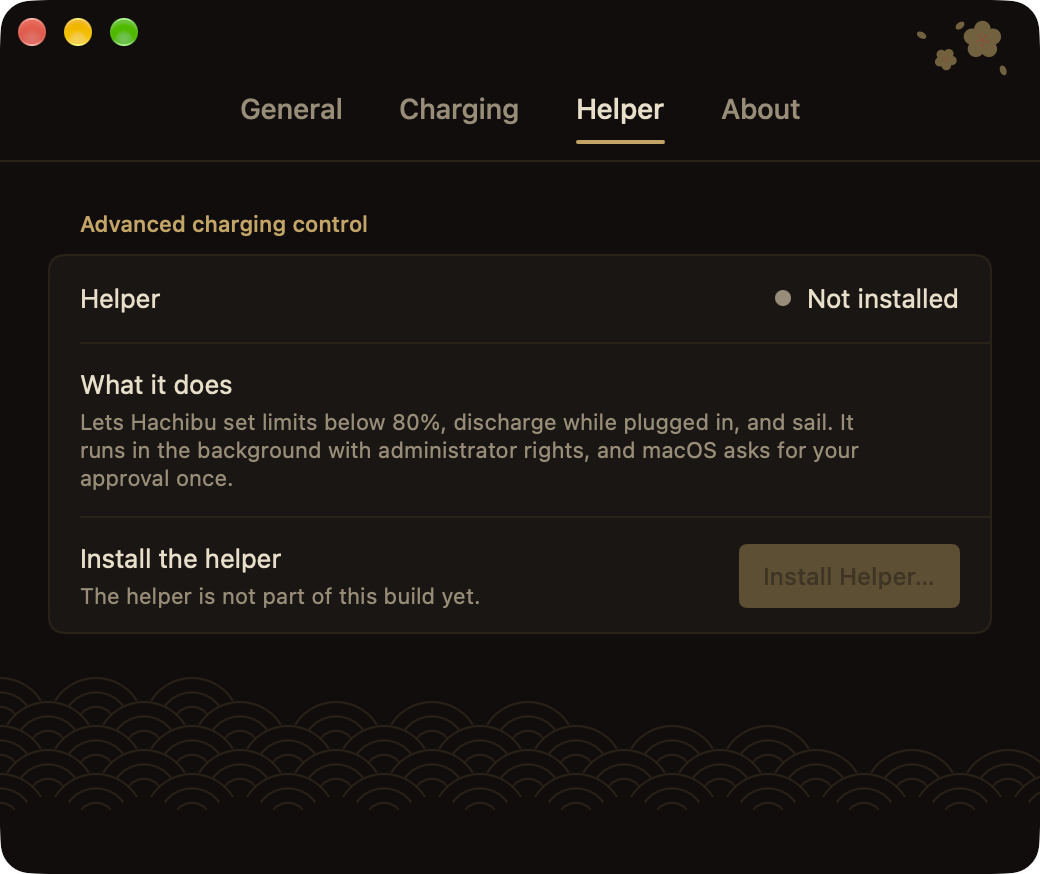 General Charging Helper About
Advanced charging control
Helper Not installed
What it does
Lets Hachibu set limits below 80%, discharge while plugged in, and sail. It
runs in the background with administrator rights, and macOS asks for your
approval once.
Install the helper
Install Helper...
The helper is not part of this build yet.